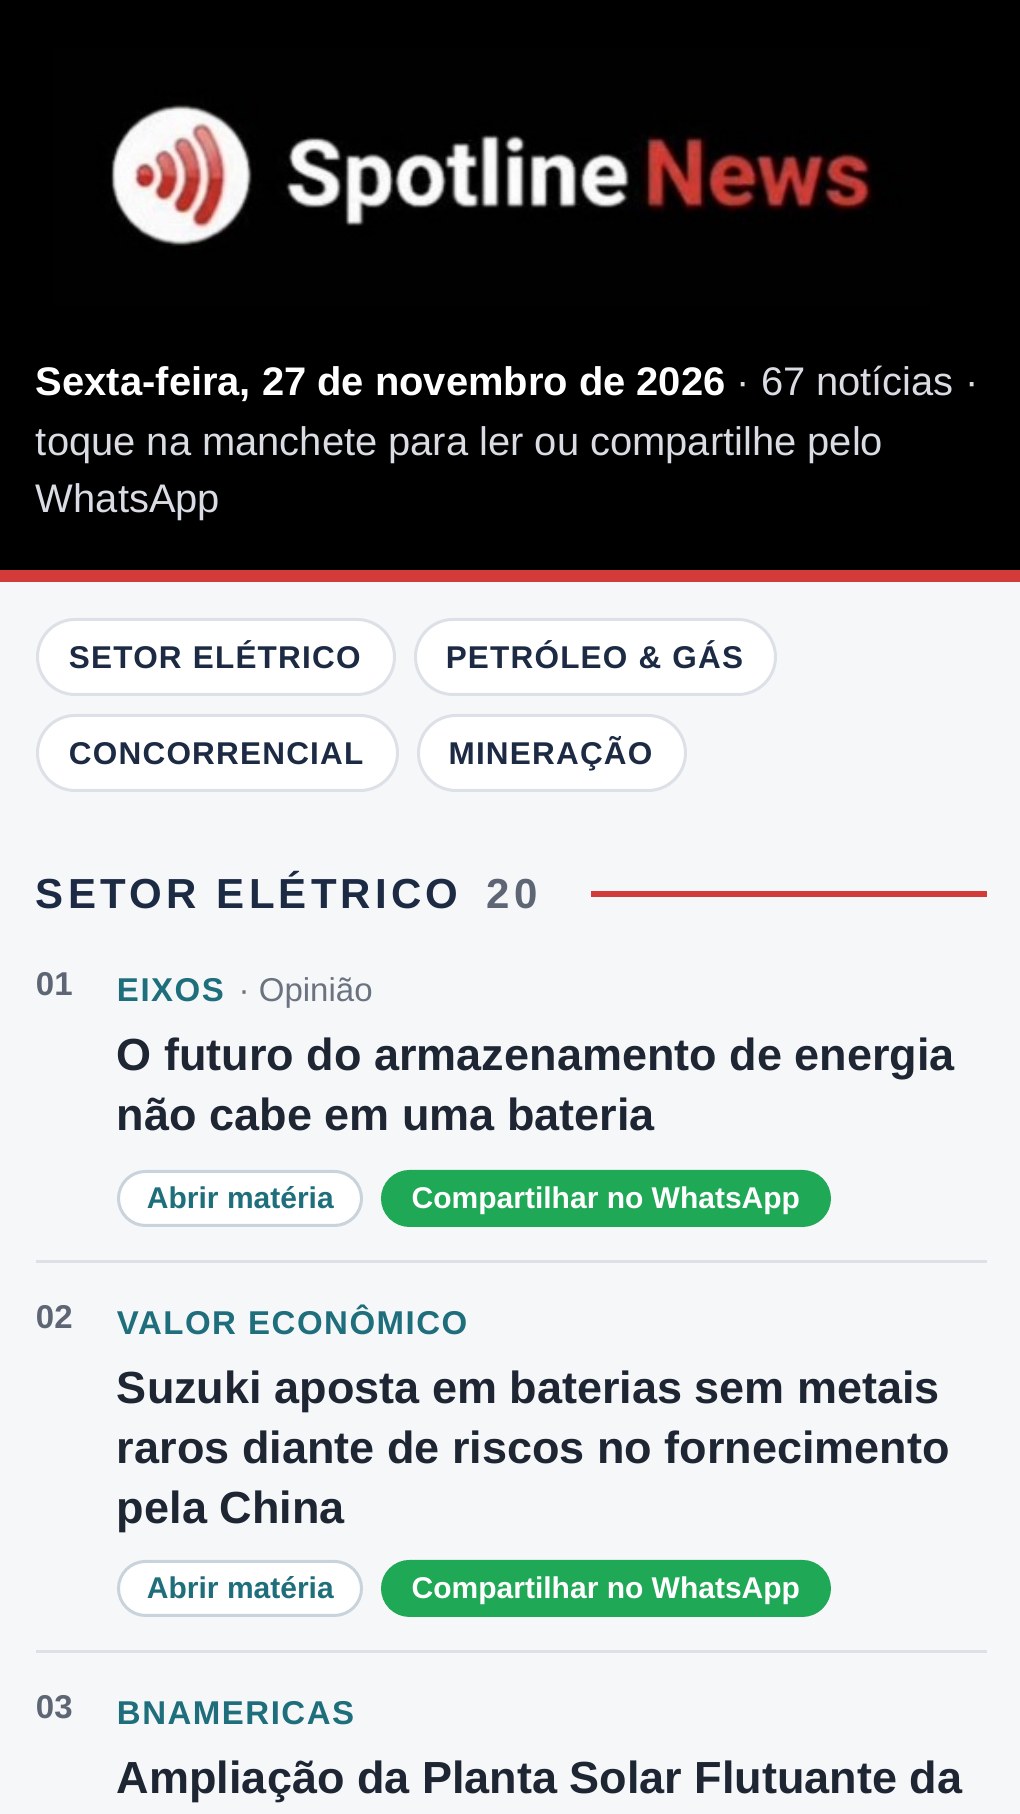 Spotline News
Sexta-feira, 27 de novembro de 2026 · 67 notícias ·
toque na manchete para ler ou compartilhe pelo
WhatsApp
SETOR ELÉTRICO
PETRÓLEO & GÁS
CONCORRENCIAL
MINERAÇÃO
SETOR ELÉTRICO 20
01 EIXOS · Opinião
O futuro do armazenamento de energia
não cabe em uma bateria
Abrir matéria
Compartilhar no WhatsApp
02 VALOR ECONÔMICO
Suzuki aposta em baterias sem metais
raros diante de riscos no fornecimento
pela China
Abrir matéria
Compartilhar no WhatsApp
03 BNAMERICAS
Ampliação da Planta Solar Flutuante da